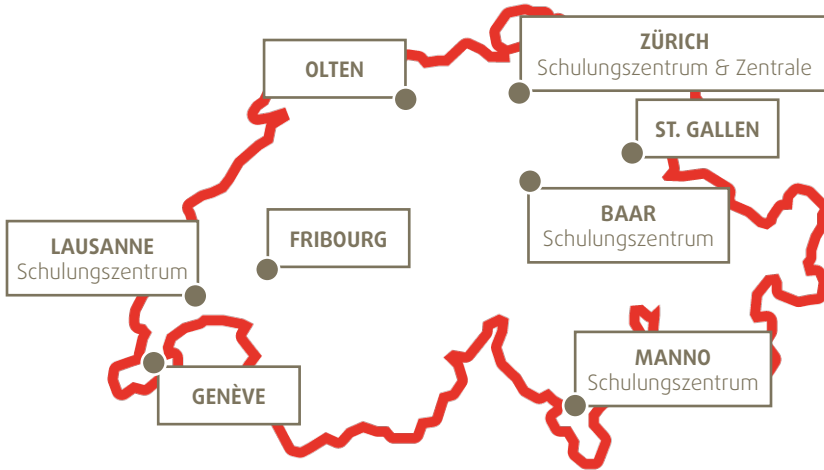 ZÜRICH
Schulungszentrum & Zentrale
OLTEN
ST. GALLEN
BAAR
Schulungszentrum
LAUSANNE
Schulungszentrum
FRIBOURG
MANNO
Schulungszentrum
GENÈVE